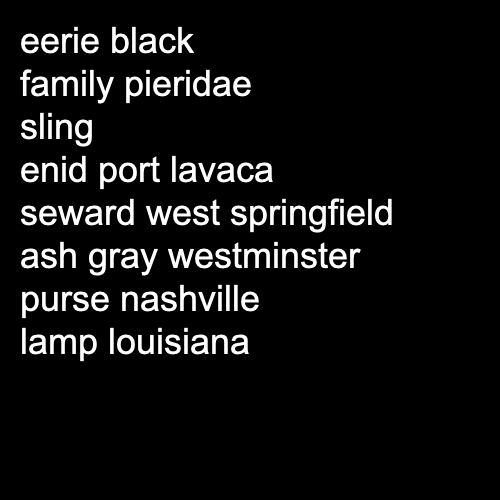 eerie black
family pieridae
sling
enid port lavaca
seward west springfield
ash gray westminster
purse nashville
lamp louisiana